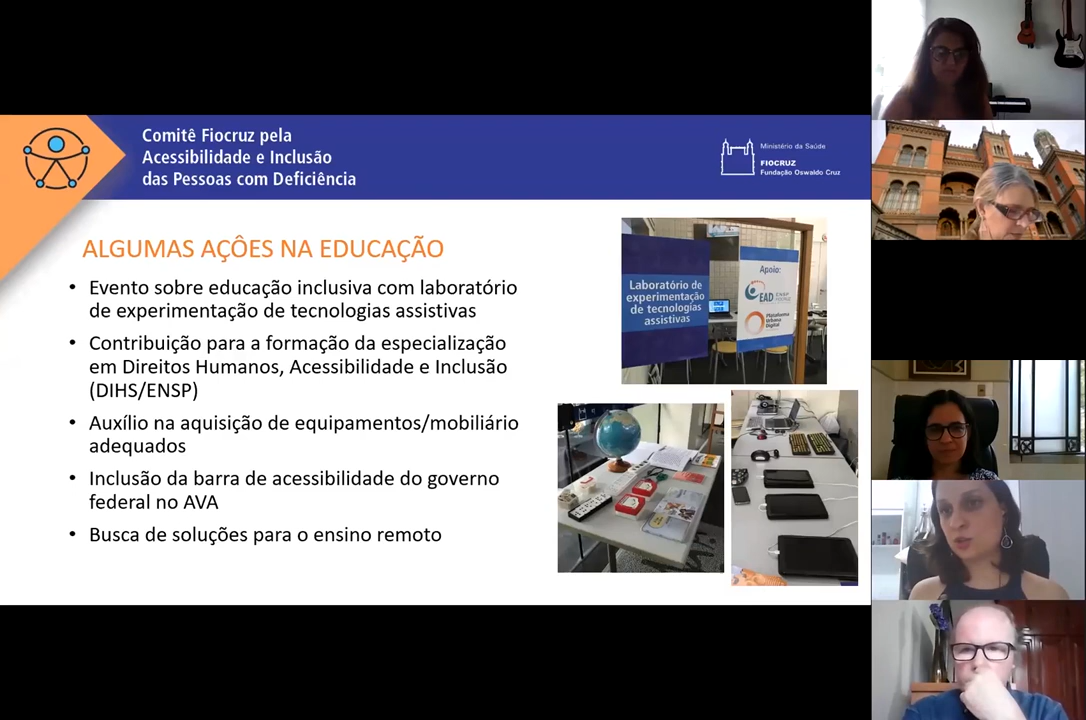 Comitê Fiocruz pela
Acessibilidade e Inclusão
das Pessoas com Deficiência
Ministério da Saúde
FIOCRUZ
Fundação Oswaldo Cruz
ALGUMAS AÇÔES NA EDUCAÇÃO
• Evento sobre educação inclusiva com laboratório
de experimentação de tecnologias assistivas
• Contribuição para a formação da especialização
em Direitos Humanos, Acessibilidade e Inclusão
(DIHS/ENSP)
• Auxílio na aquisição de equipamentos/mobiliário
adequados
• Inclusão da barra de acessibilidade do governo
federal no AVA
• Busca de soluções para o ensino remoto
Laboratório de
experimentação
de tecnologias
assistivas
Apoio:
EAD
Plataforma
Urbana
Digital